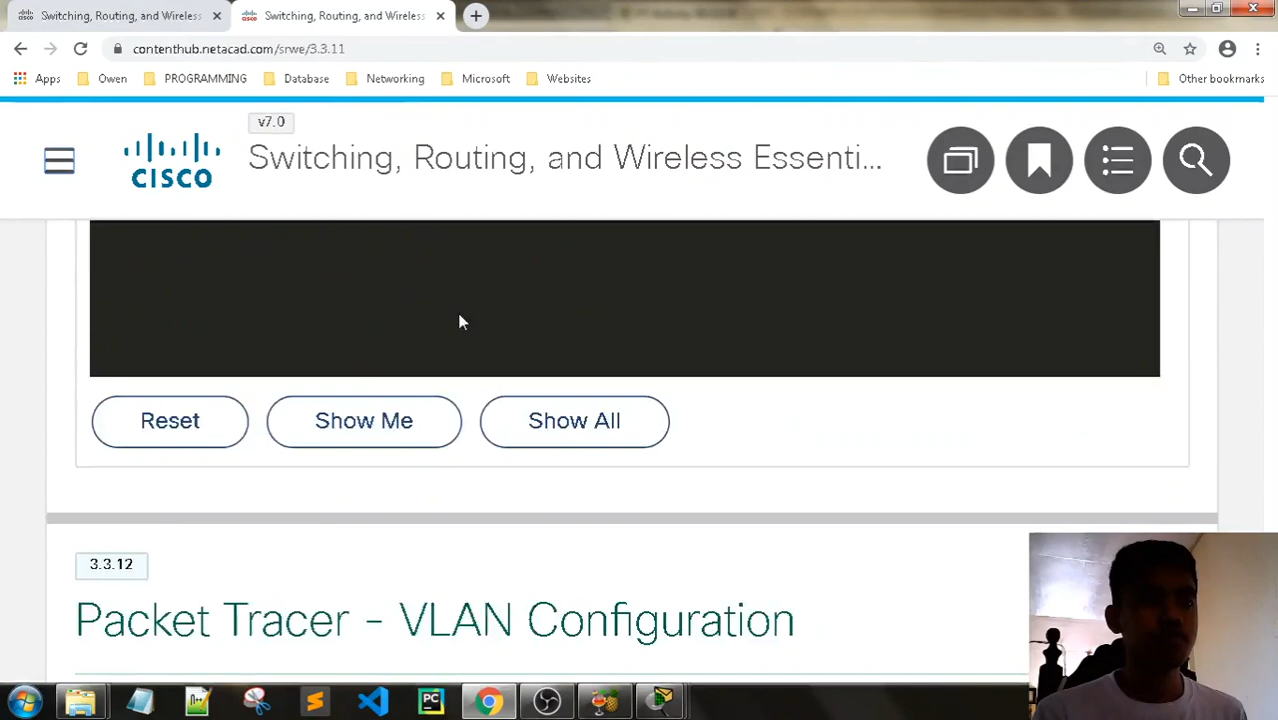 Switching, Routing, and Wireless
Switching, Routing, and Wireless
contenthub.netacad.com/srwe/3.3.11
Apps
Owen
PROGRAMMING
Database
Networking
Microsoft
Websites
Other bookmarks
v7.0
CISCO
Switching, Routing, and Wireless Essenti...
Reset
Show Me
Show All
3.3.12
Packet Tracer - VLAN Configuration
PC